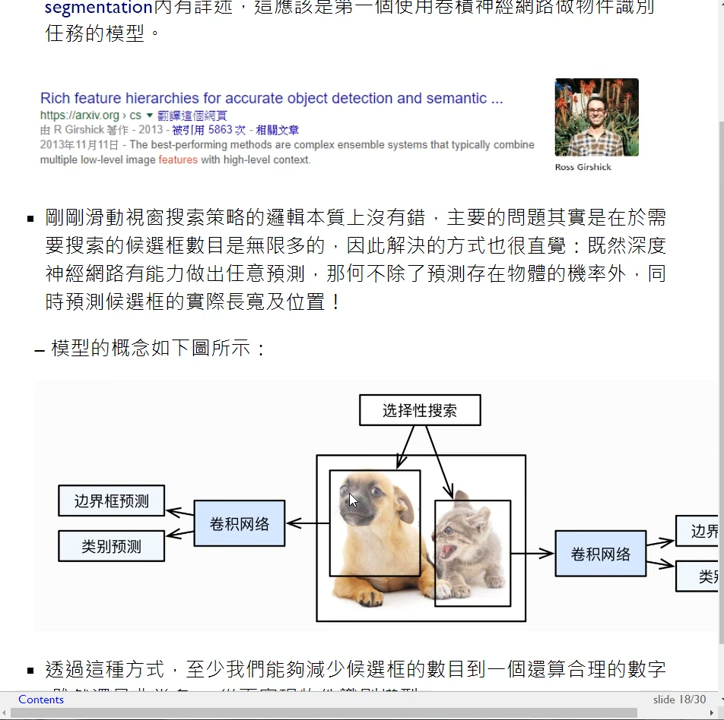 segmentation內有詳述，這應該是第一個使用卷積神經網路做物件識別
任務的模型。
Rich feature hierarchies for accurate object detection and semantic ...
https://arxiv.org › cs ▼ 翻譯這個網頁
由 R Girshick 著作 - 2013 - 被引用 5863 次 - 相關文章
2013年11月11日 - The best-performing methods are complex ensemble systems that typically combine
multiple low-level image features with high-level context.
Ross Girshick
▪ 剛剛滑動視窗搜索策略的邏輯本質上沒有錯，主要的問題其實是在於需
要搜索的候選框數目是無限多的，因此解決的方式也很直覺：既然深度
神經網路有能力做出任意預測，那何不除了預測存在物體的機率外，同
時預測候選框的實際長寬及位置！
– 模型的概念如下圖所示：
选择性搜索
边界框预测
类别预测
卷积网络
卷积网络
边界
类别
▪ 透過這種方式，至少我們能夠減少候選框的數目到一個還算合理的數字
Contents
slide 18/30